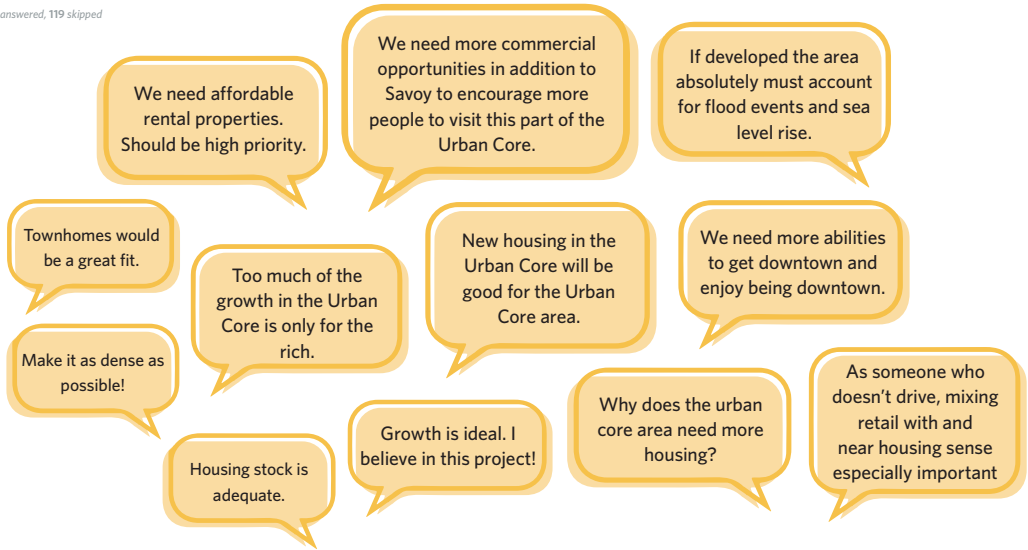 answered, 119 skipped
We need affordable
rental properties.
Should be high priority.
We need more commercial
opportunities in addition to
Savoy to encourage more
people to visit this part of the
Urban Core.
If developed the area
absolutely must account
for flood events and sea
level rise.
Townhomes would
be a great fit.
Too much of the
growth in the Urban
Core is only for the
rich.
New housing in the
Urban Core will be
good for the Urban
Core area.
We need more abilities
to get downtown and
enjoy being downtown.
Make it as dense as
possible!
Housing stock is
adequate.
Growth is ideal. I
believe in this project!
Why does the urban
core area need more
housing?
As someone who
doesn't drive, mixing
retail with and
near housing sense
especially important